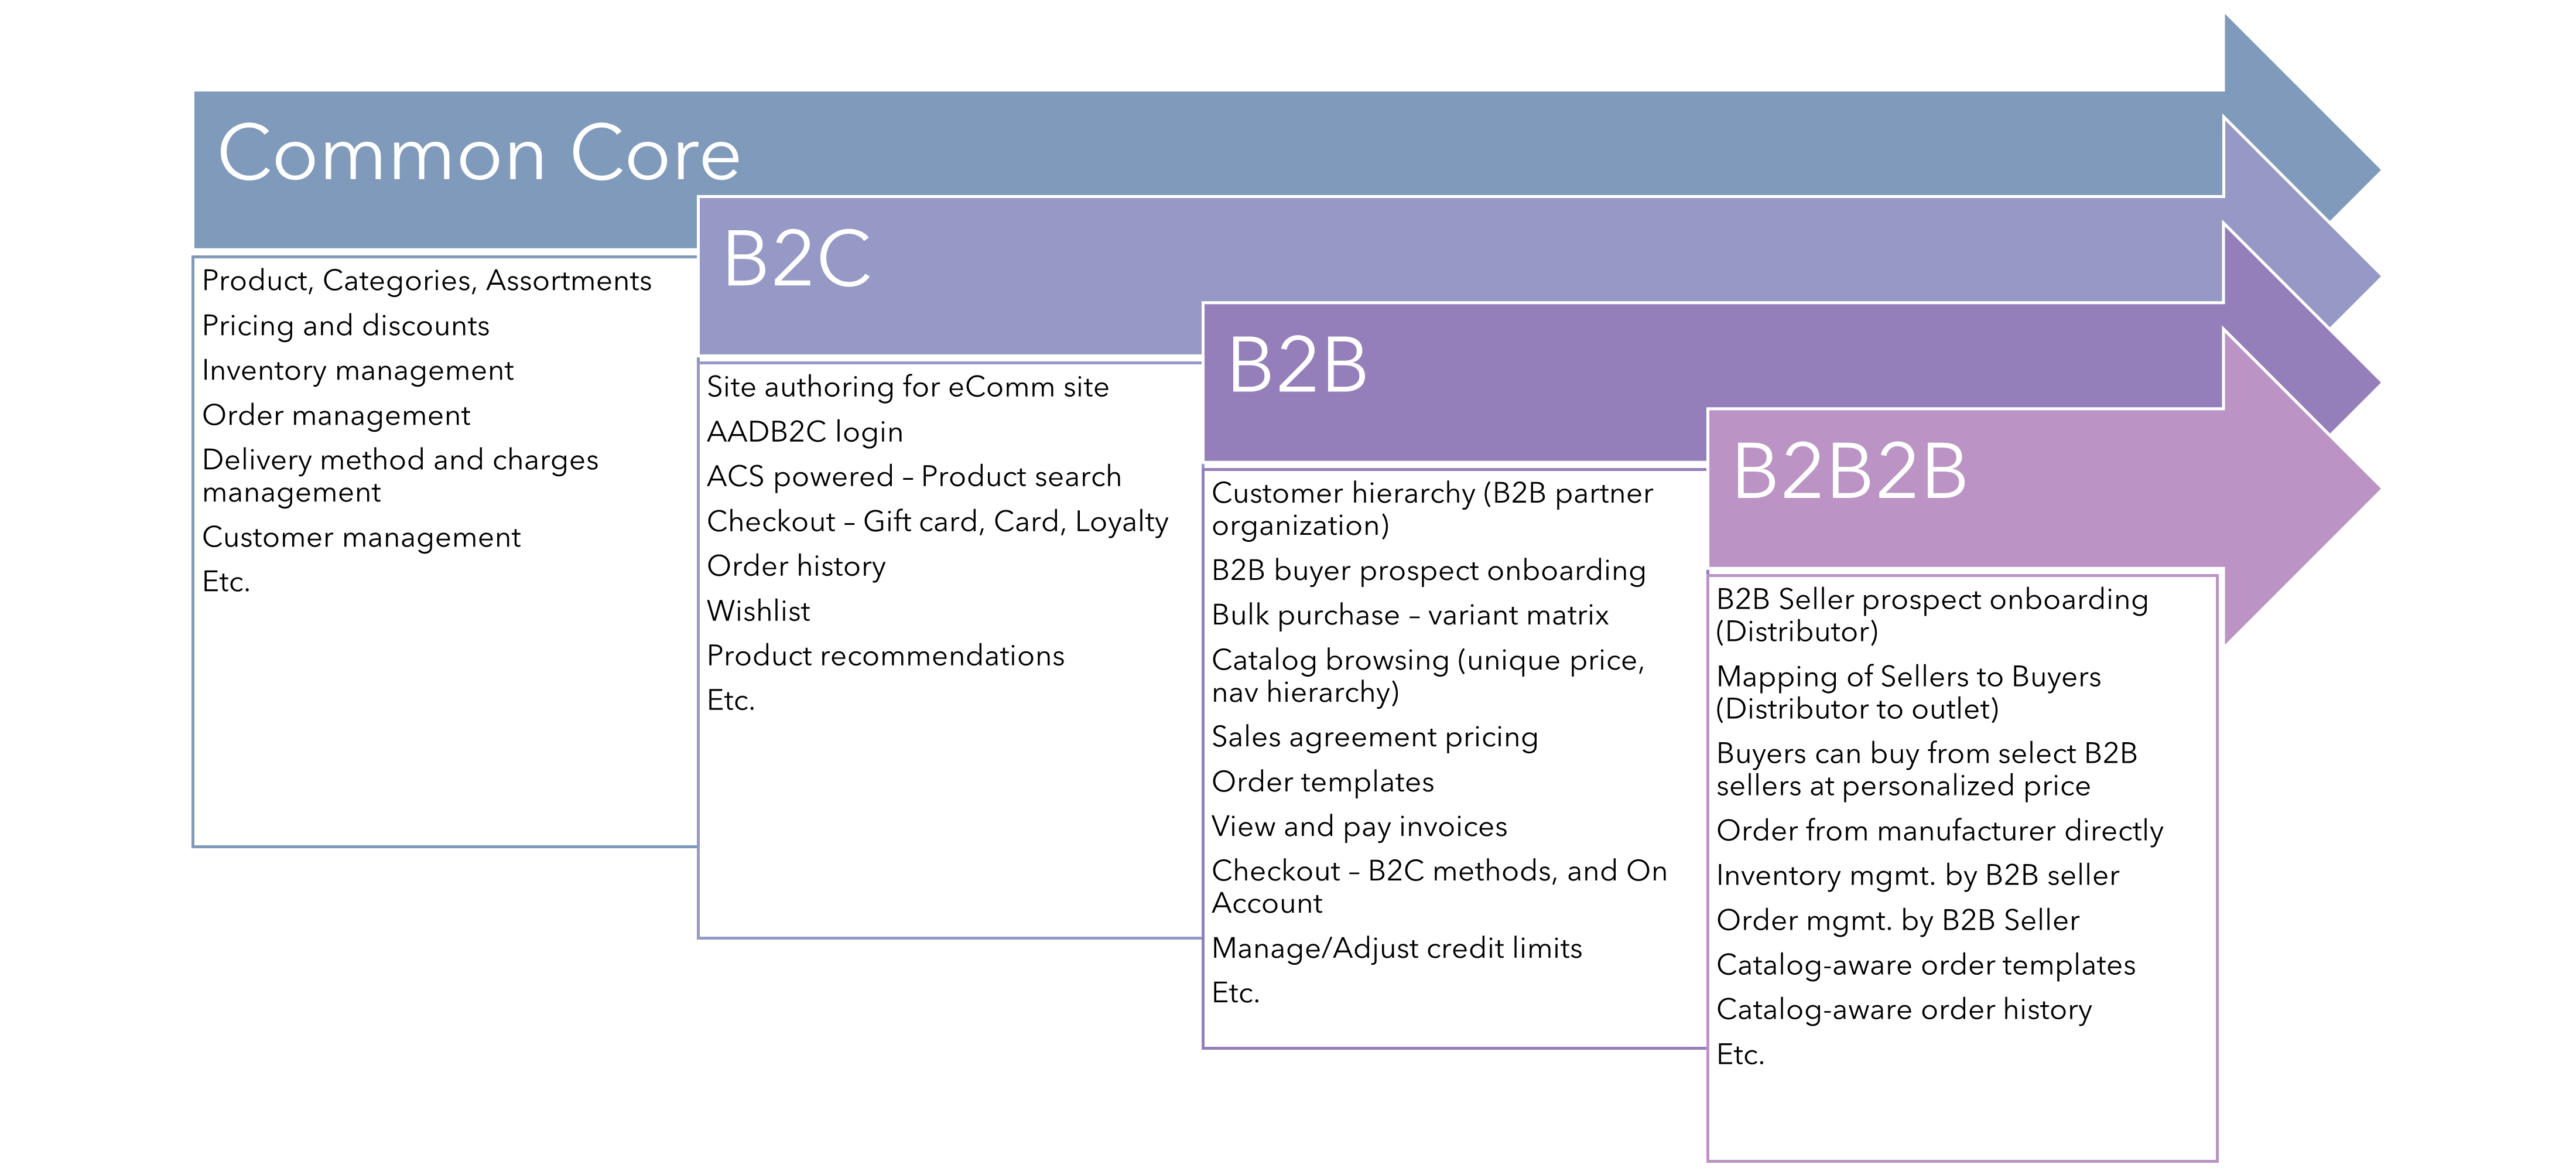 Common Core
Product, Categories, Assortments
Pricing and discounts
Inventory management
Order management
Delivery method and charges
management
Customer management
Etc.
B2C
Site authoring for eComm site
AADB2C login
ACS powered – Product search
Checkout – Gift card, Card, Loyalty
Order history
Wishlist
Product recommendations
Etc.
B2B
Customer hierarchy (B2B partner
organization)
B2B buyer prospect onboarding
Bulk purchase – variant matrix
Catalog browsing (unique price,
nav hierarchy)
Sales agreement pricing
Order templates
View and pay invoices
Checkout – B2C methods, and On
Account
Manage/Adjust credit limits
Etc.
B2B2B
B2B Seller prospect onboarding
(Distributor)
Mapping of Sellers to Buyers
(Distributor to outlet)
Buyers can buy from select B2B
sellers at personalized price
Order from manufacturer directly
Inventory mgmt. by B2B seller
Order mgmt. by B2B Seller
Catalog-aware order templates
Catalog-aware order history
Etc.